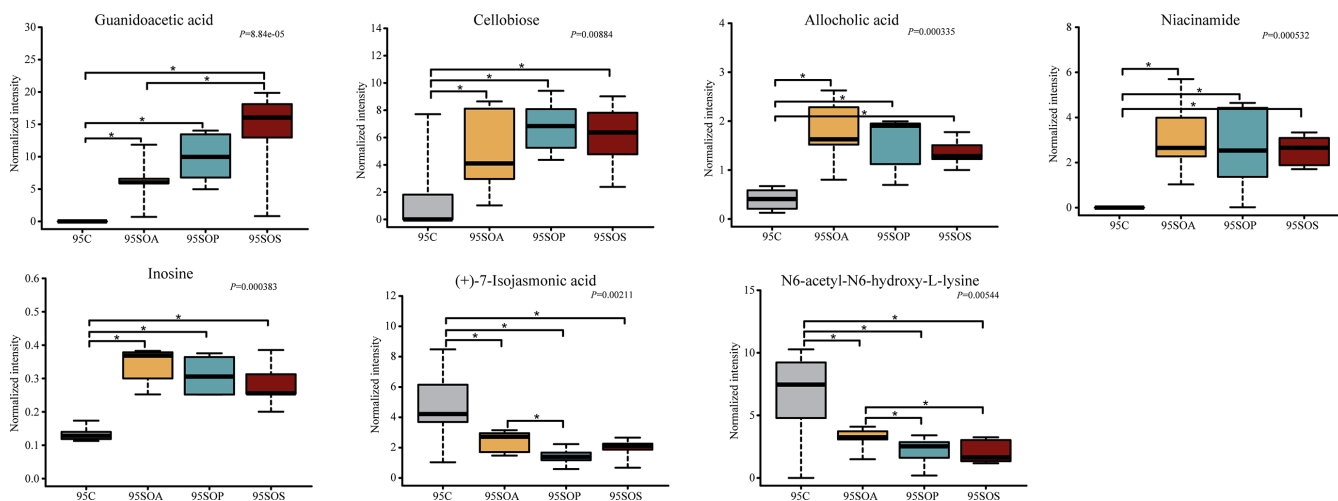 Guanidoacetic acid
P=8.84e-05
Normalized intensity
30
25
20
15
10
5
0
*
*
*
*
95C 95SOA 95SOP 95SOS
Cellobiose
P=0.00884
Normalized intensity
14
12
10
8
6
4
2
0
*
*
*
95C 95SOA 95SOP 95SOS
Allocholic acid
P=0.000335
Normalized intensity
4
3
2
1
0
*
*
*
95C 95SOA 95SOP 95SOS
Niacinamide
P=0.000532
Normalized intensity
8
6
4
2
0
*
*
*
95C 95SOA 95SOP 95SOS
Inosine
P=0.000383
Normalized intensity
0.6
0.5
0.4
0.3
0.2
0.1
0.0
*
*
*
95C 95SOA 95SOP 95SOS
(+)-7-Isojasmonic acid
P=0.00211
Normalized intensity
12
10
8
6
4
2
0
*
*
*
*
95C 95SOA 95SOP 95SOS
N6-acetyl-N6-hydroxy-L-lysine
P=0.00544
Normalized intensity
15
10
5
0
*
*
*
*
*
95C 95SOA 95SOP 95SOS